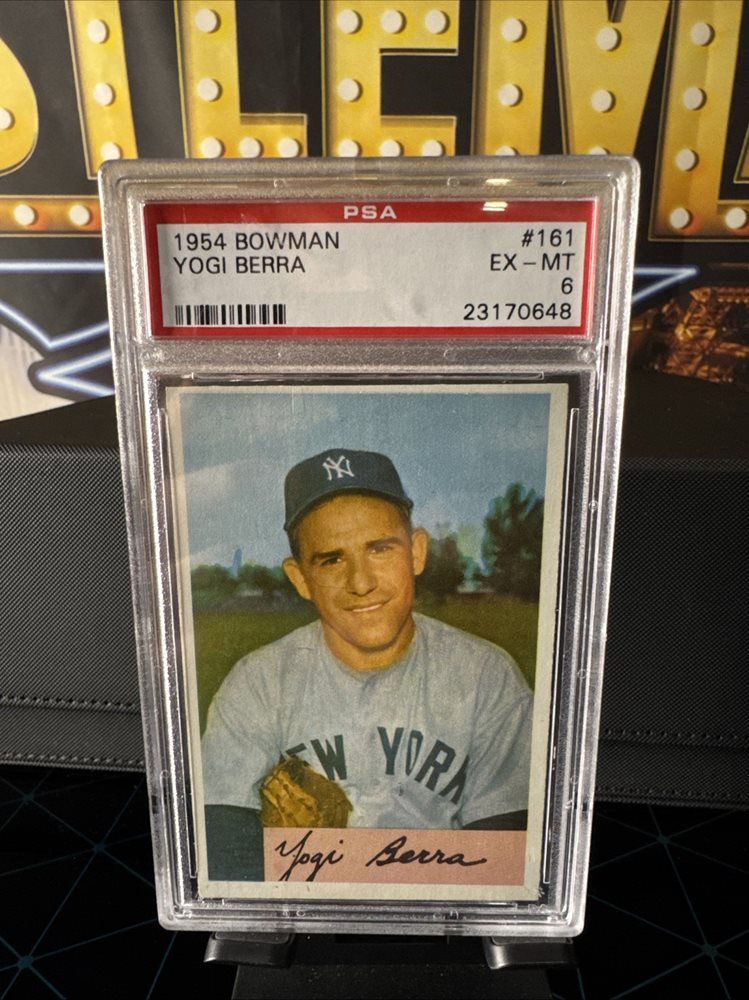 PSA
1954 BOWMAN #161
YOGI BERRA EX - MT
6
23170648
NY
NEW YORK
Yogi Berra